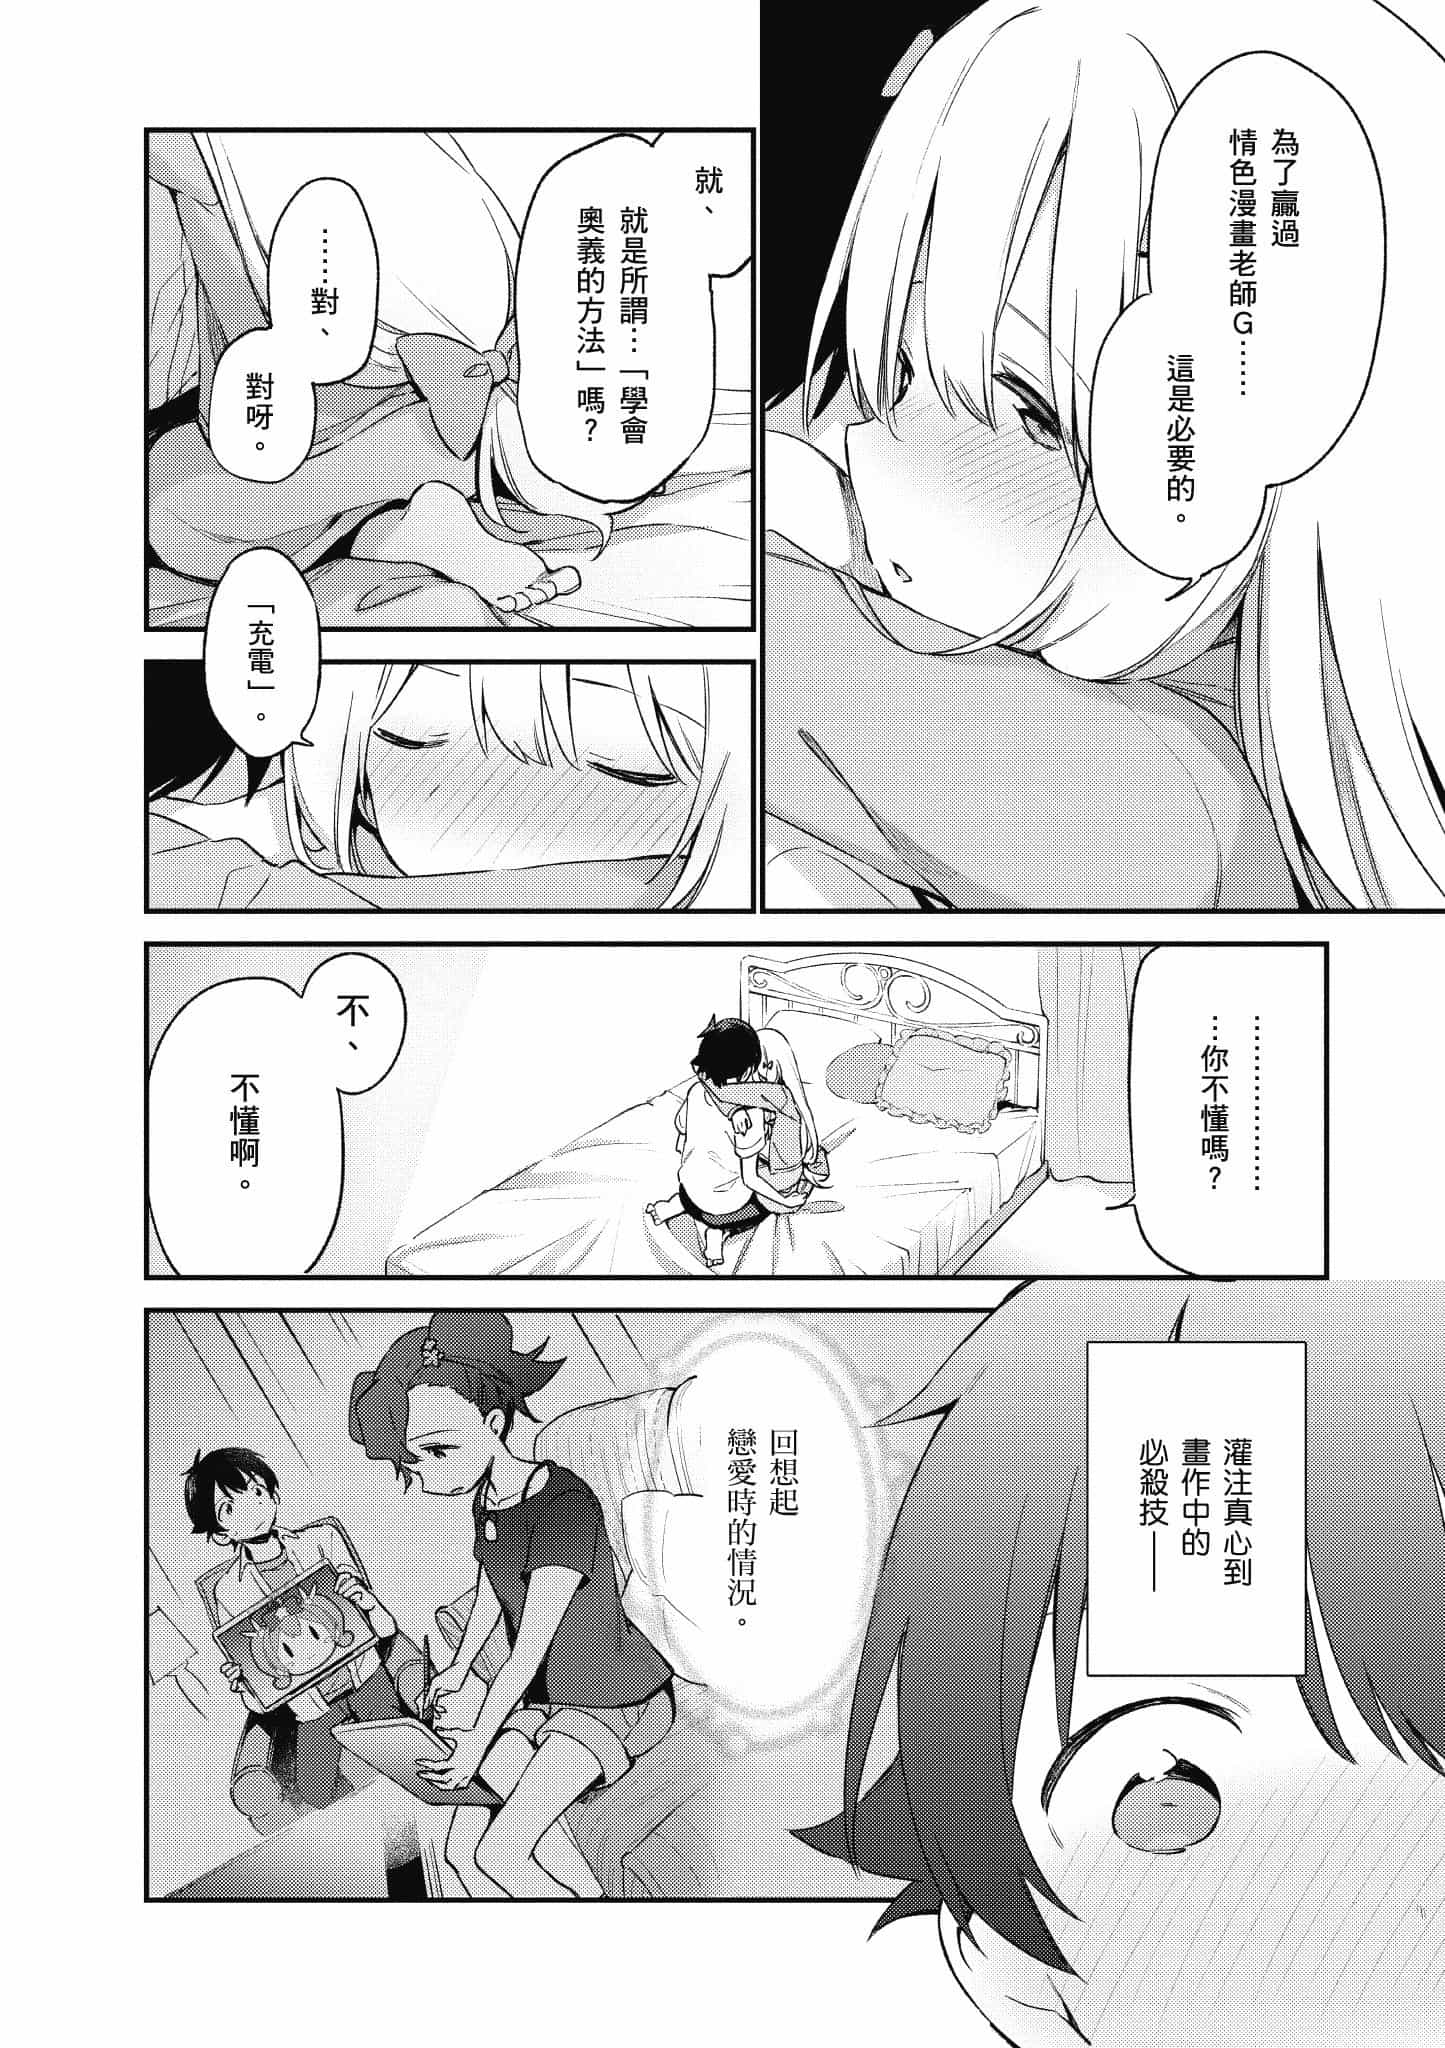 為了贏過
情色漫畫老師G……
這是必要的。
就、
就是所謂…「學會
奧義的方法」嗎？
……對、
對呀。
「充電」。
……………
…你不懂嗎？
不、
不懂啊。
灌注真心到
畫作中的
必殺技——
回想起
戀愛時的情況。